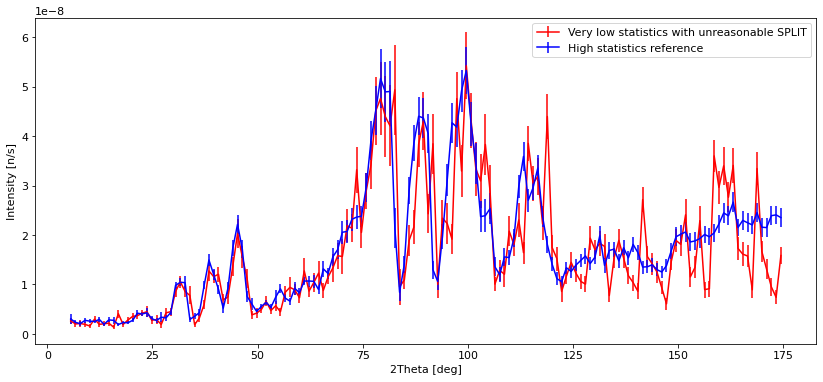 1e−8
Very low statistics with unreasonable SPLIT
High statistics reference
6
5
4
3
2
1
0
Intensity [n/s]
0 25 50 75 100 125 150 175
2Theta [deg]